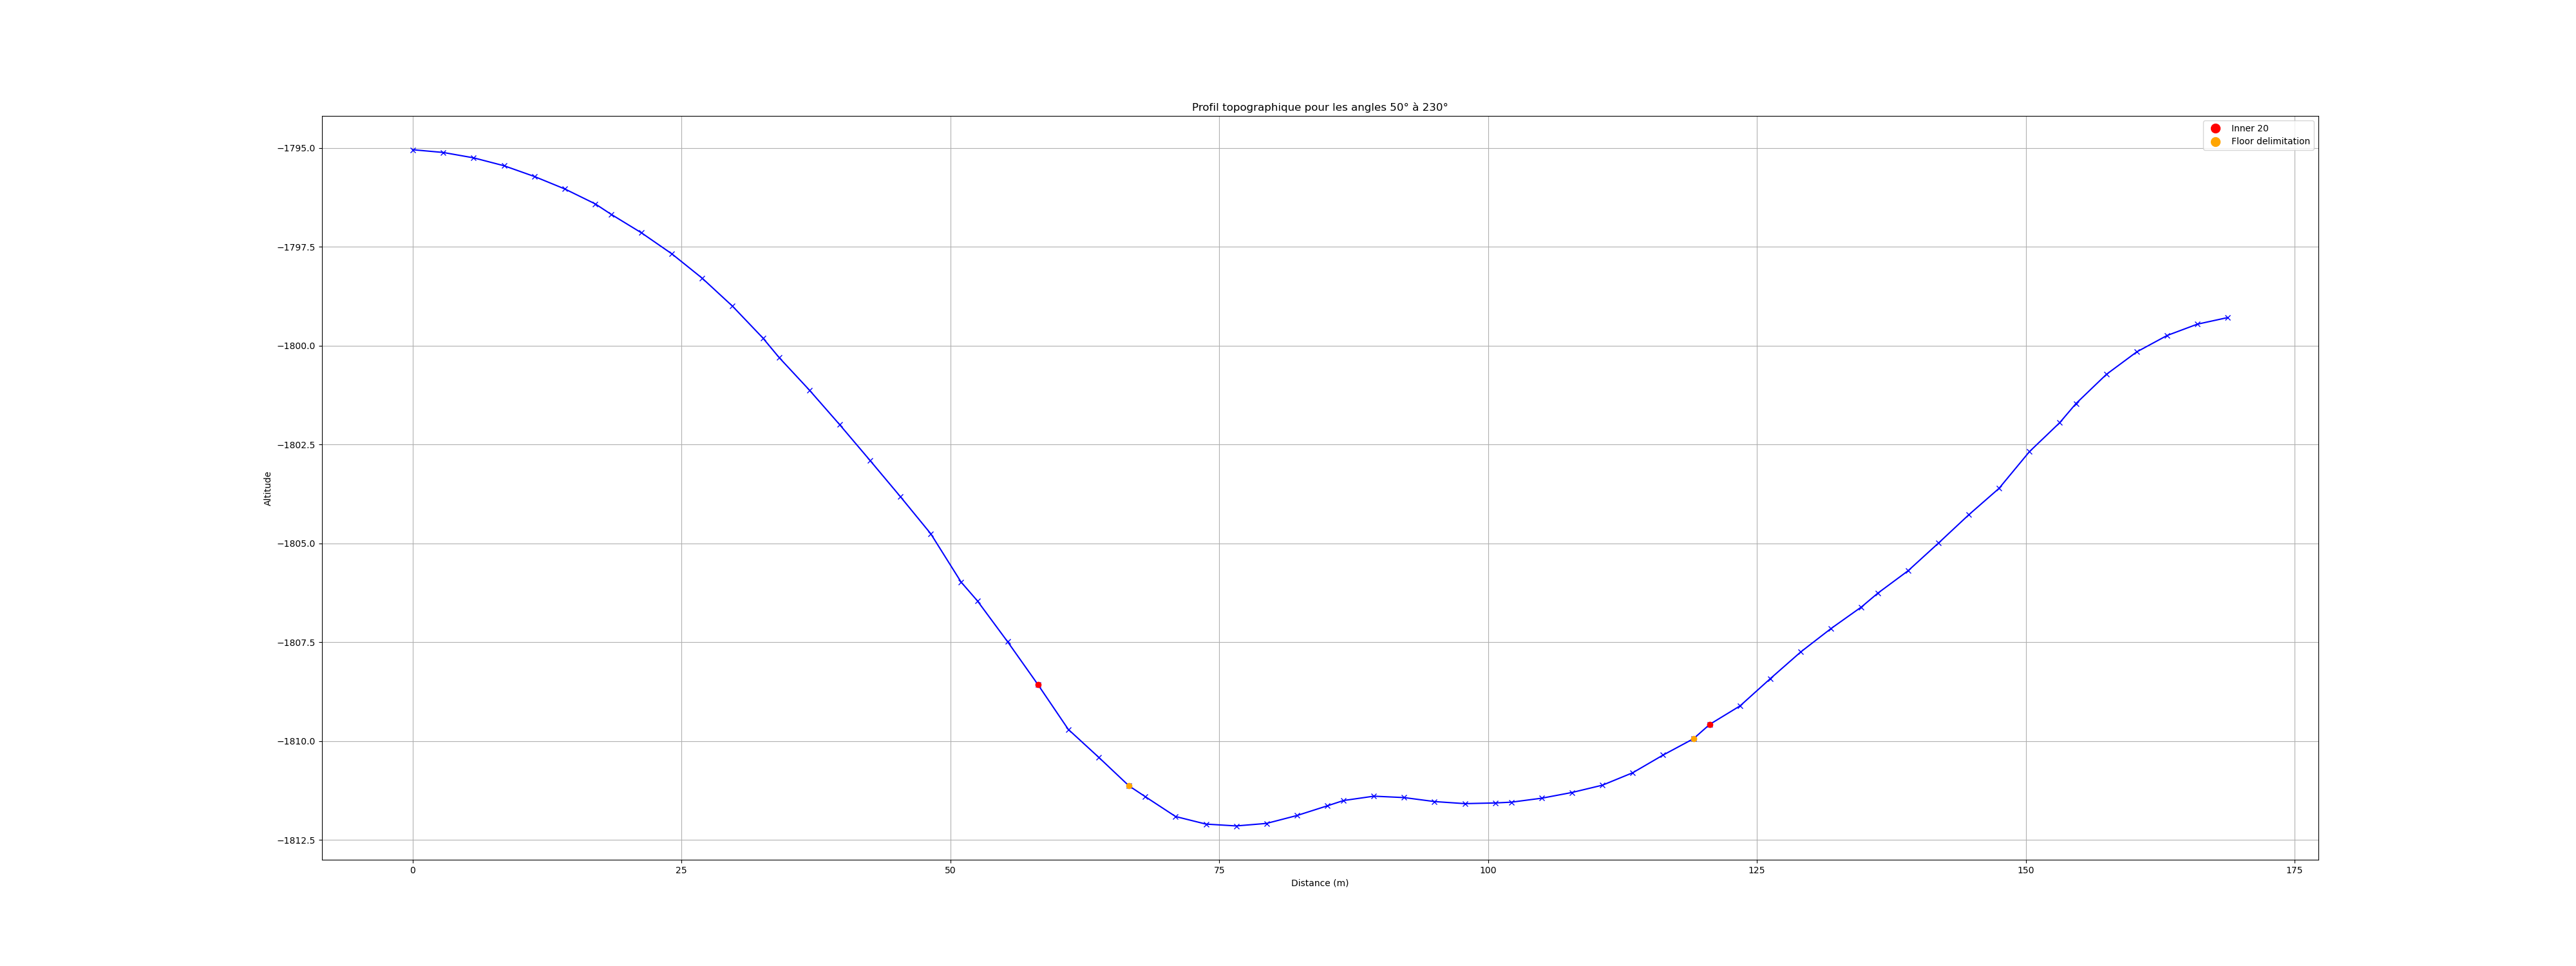 Profil topographique pour les angles 50° à 230°
Inner 20
Floor delimitation
−1795.0
−1797.5
−1800.0
−1802.5
−1805.0
−1807.5
−1810.0
−1812.5
Altitude
0 25 50 75 100 125 150 175
Distance (m)